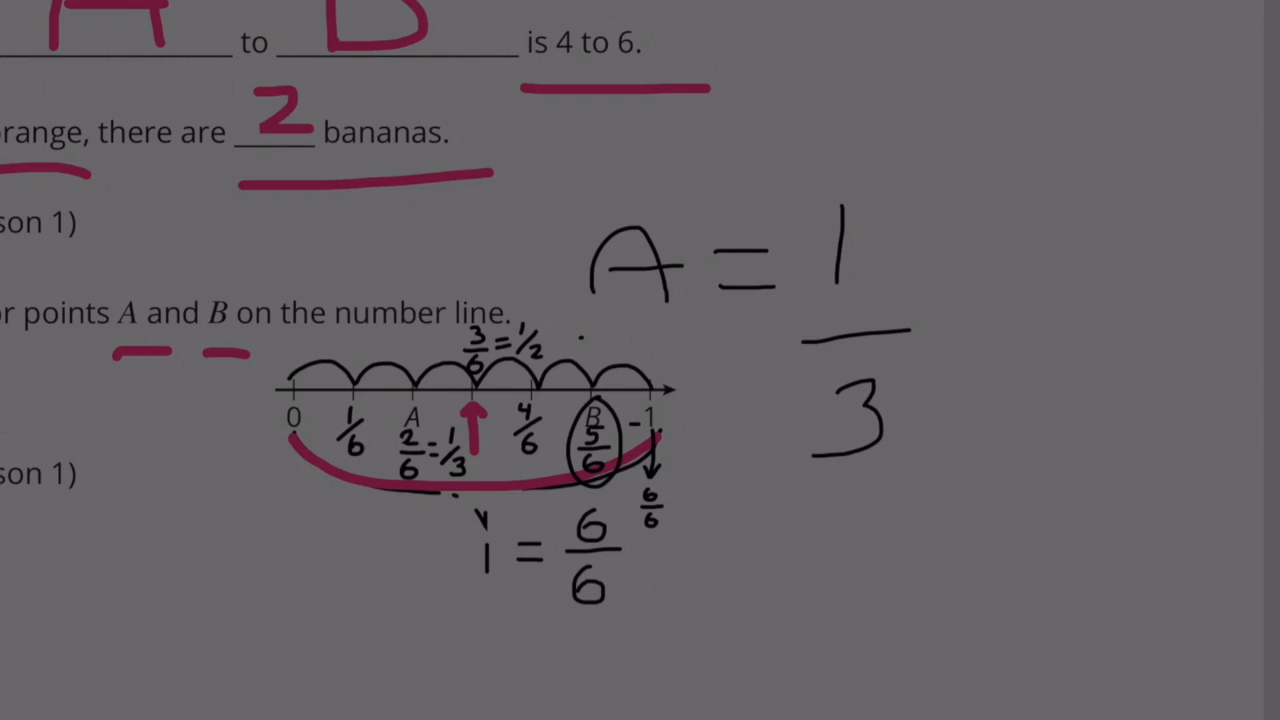 A to B is 4 to 6.
orange, there are 2 bananas.
son 1)
A = 1/3
r points A and B on the number line.
3/6 = 1/2
0 1/6 A 2/6 = 1/3 4/6 B 5/6 1
son 1)
6/6
1 = 6/6